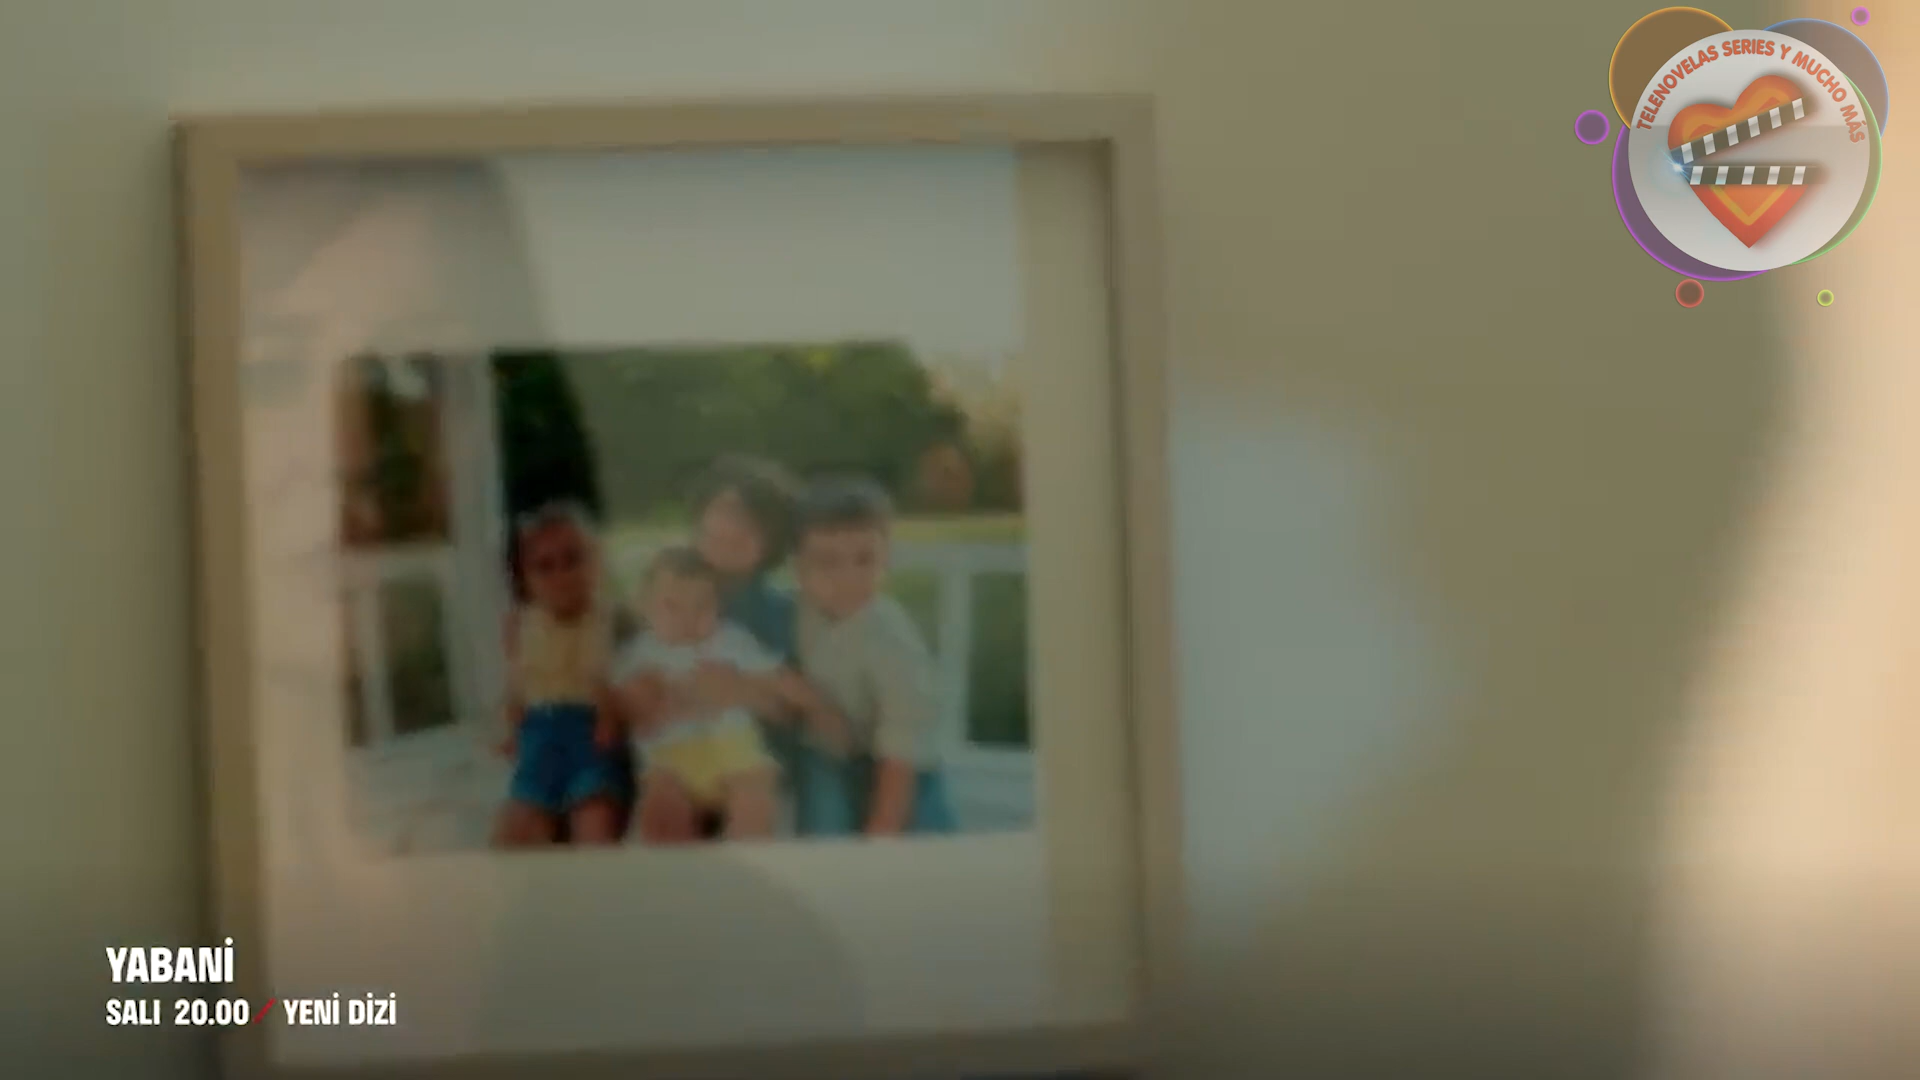 TELENOVELAS SERIES Y MUCHO MÁS
YABANİ
SALI 20.00 / YENİ DİZİ